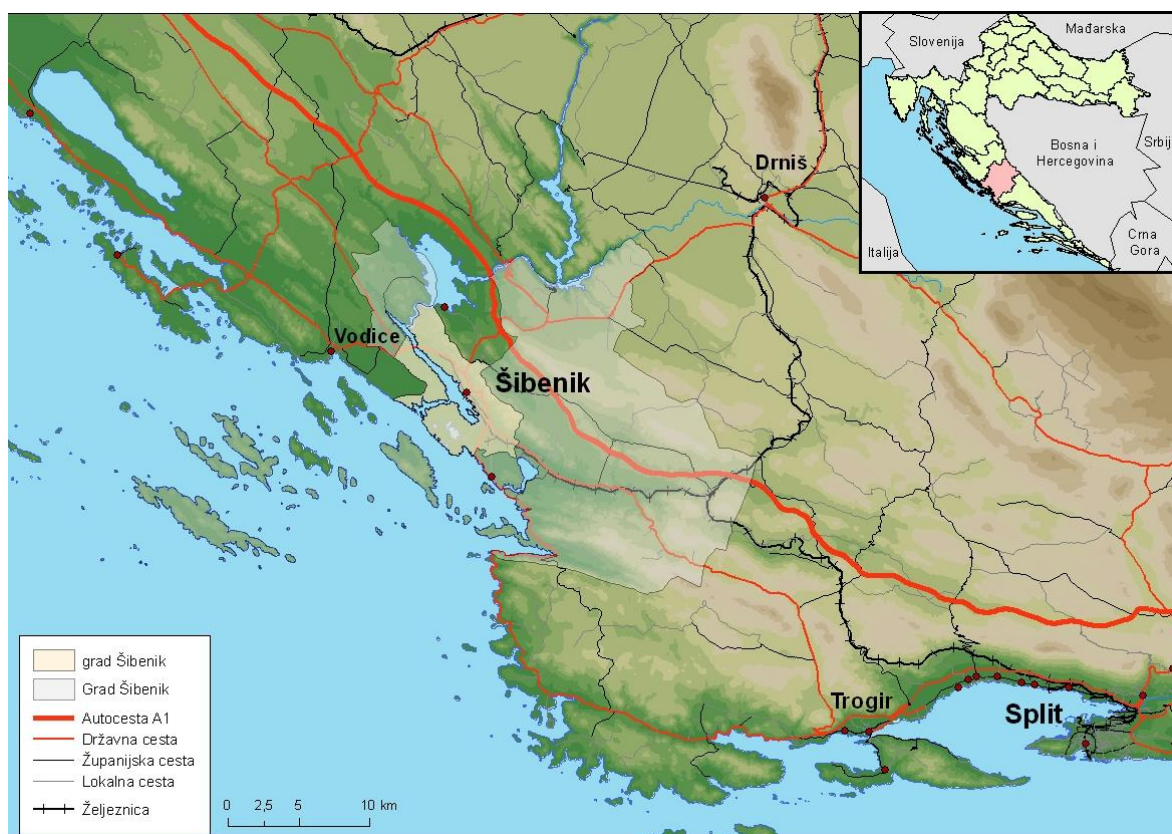 Slovenija
Mađarska
Bosna i
Hercegovina
Srbij
Crna
Gora
Italija
Drniš
Vodice
Šibenik
Trogir
Split
grad Šibenik
Grad Šibenik
Autocesta A1
Državna cesta
Županijska cesta
Lokalna cesta
Željeznica
0 2,5 5 10 km